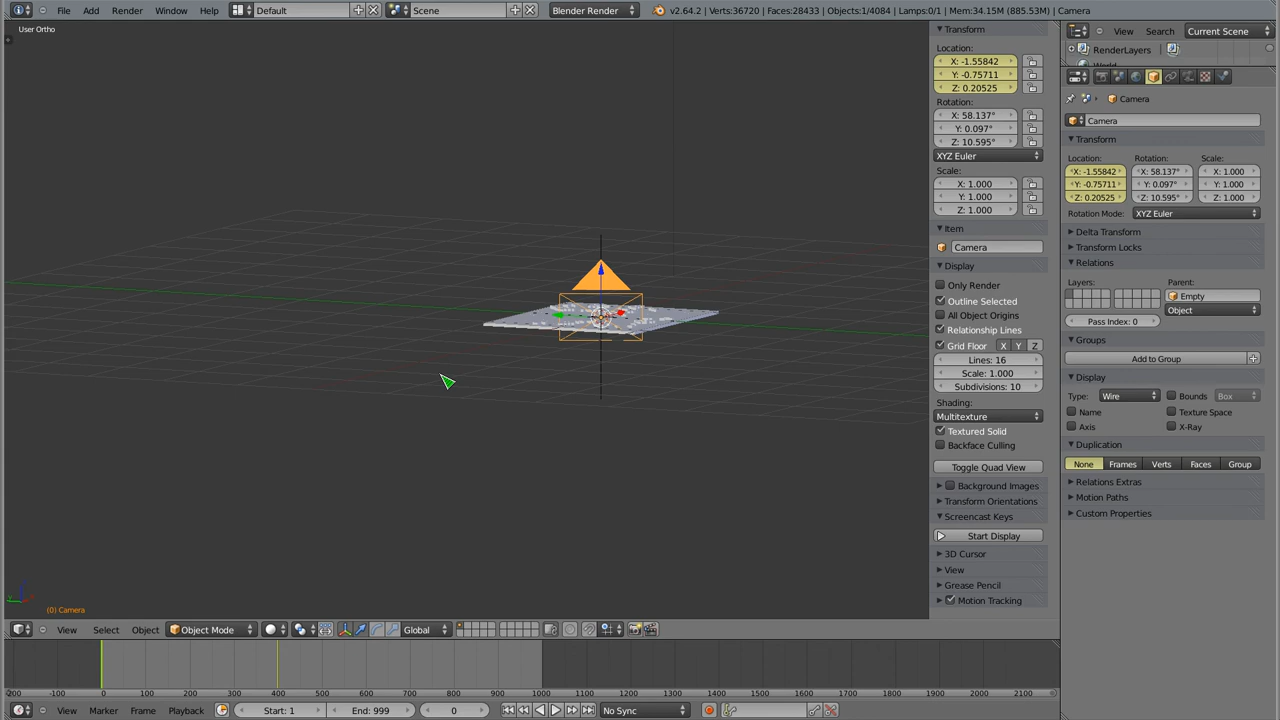 File Add Render Window Help Default Scene Blender Render v2.64.2 | Verts:36720 | Faces:28433 | Objects:1/4084 | Lamps:0/1 | Mem:34.15M (885.53M) | Camera
User Ortho
Transform
Location:
X: -1.55842
Y: -0.75711
Z: 0.20525
Rotation:
X: 58.137°
Y: 0.097°
Z: 10.595°
XYZ Euler
Scale:
X: 1.000
Y: 1.000
Z: 1.000
Item
Camera
Display
Only Render
Outline Selected
All Object Origins
Relationship Lines
Grid Floor X Y Z
Lines: 16
Scale: 1.000
Subdivisions: 10
Shading:
Multitexture
Textured Solid
Backface Culling
Toggle Quad View
Background Images
Transform Orientations
Screencast Keys
Start Display
3D Cursor
View
Grease Pencil
Motion Tracking
View Search Current Scene
RenderLayers
Camera
Camera
Transform
Location: Rotation: Scale:
X: -1.55842 X: 58.137° X: 1.000
Y: -0.75711 Y: 0.097° Y: 1.000
Z: 0.20525 Z: 10.595° Z: 1.000
Rotation Mode: XYZ Euler
Delta Transform
Transform Locks
Relations
Layers: Parent:
Empty
Object
Pass Index: 0
Groups
Add to Group
Display
Type: Wire Bounds Box
Name Texture Space
Axis X-Ray
Duplication
None Frames Verts Faces Group
Relations Extras
Motion Paths
Custom Properties
(0) Camera
View Select Object Object Mode Global
-200 -100 0 100 200 300 400 500 600 700 800 900 1000 1100 1200 1300 1400 1500 1600 1700 1800 1900 2000 2100
View Marker Frame Playback Start: 1 End: 999 0 No Sync